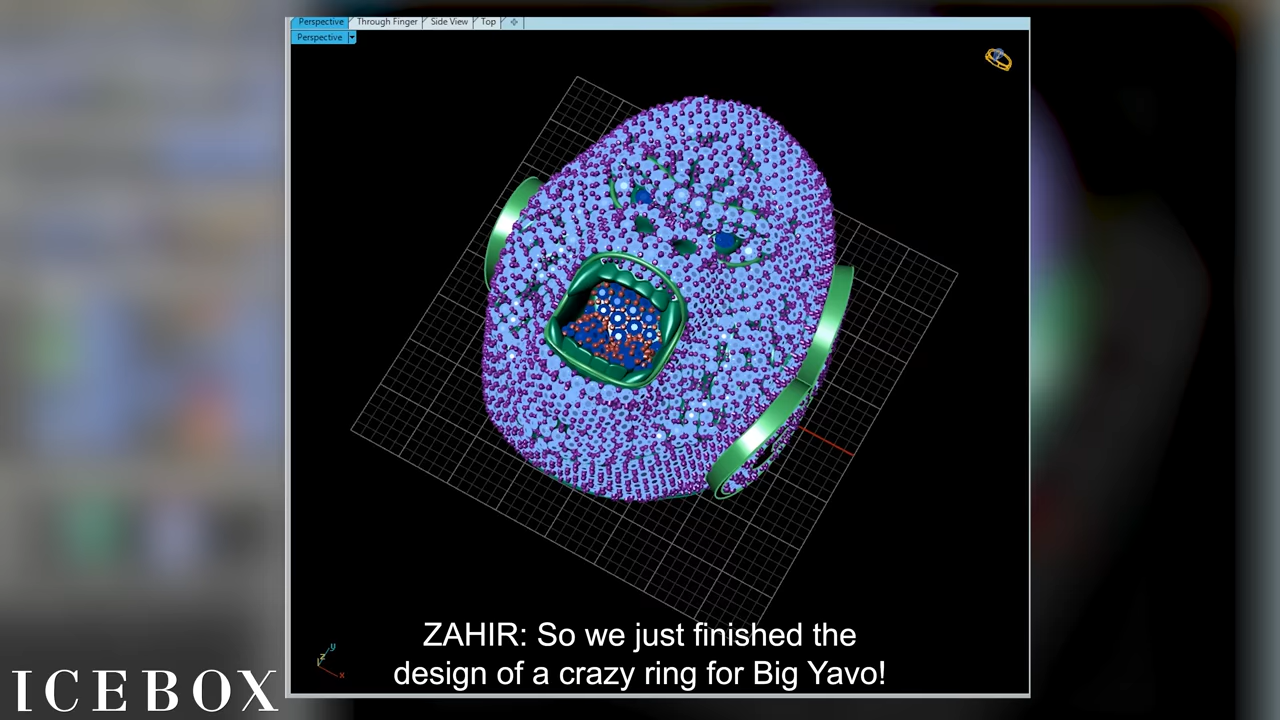 Perspective Through Finger Side View Top
Perspective
y
z
x
ZAHIR: So we just finished the
design of a crazy ring for Big Yavo!
ICEBOX